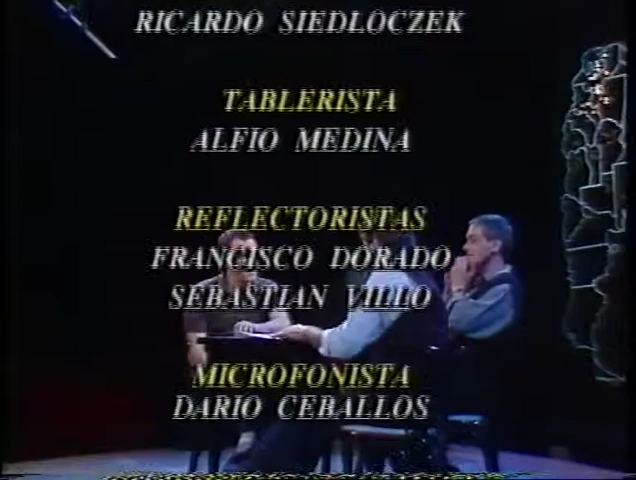 RICARDO SIEDLOCZEK
TABLERISTA
ALFIO MEDINA
REFLECTORISTAS
FRANCISCO DORADO
SEBASTIAN VILLO
MICROFONISTA
DARIO CEBALLOS